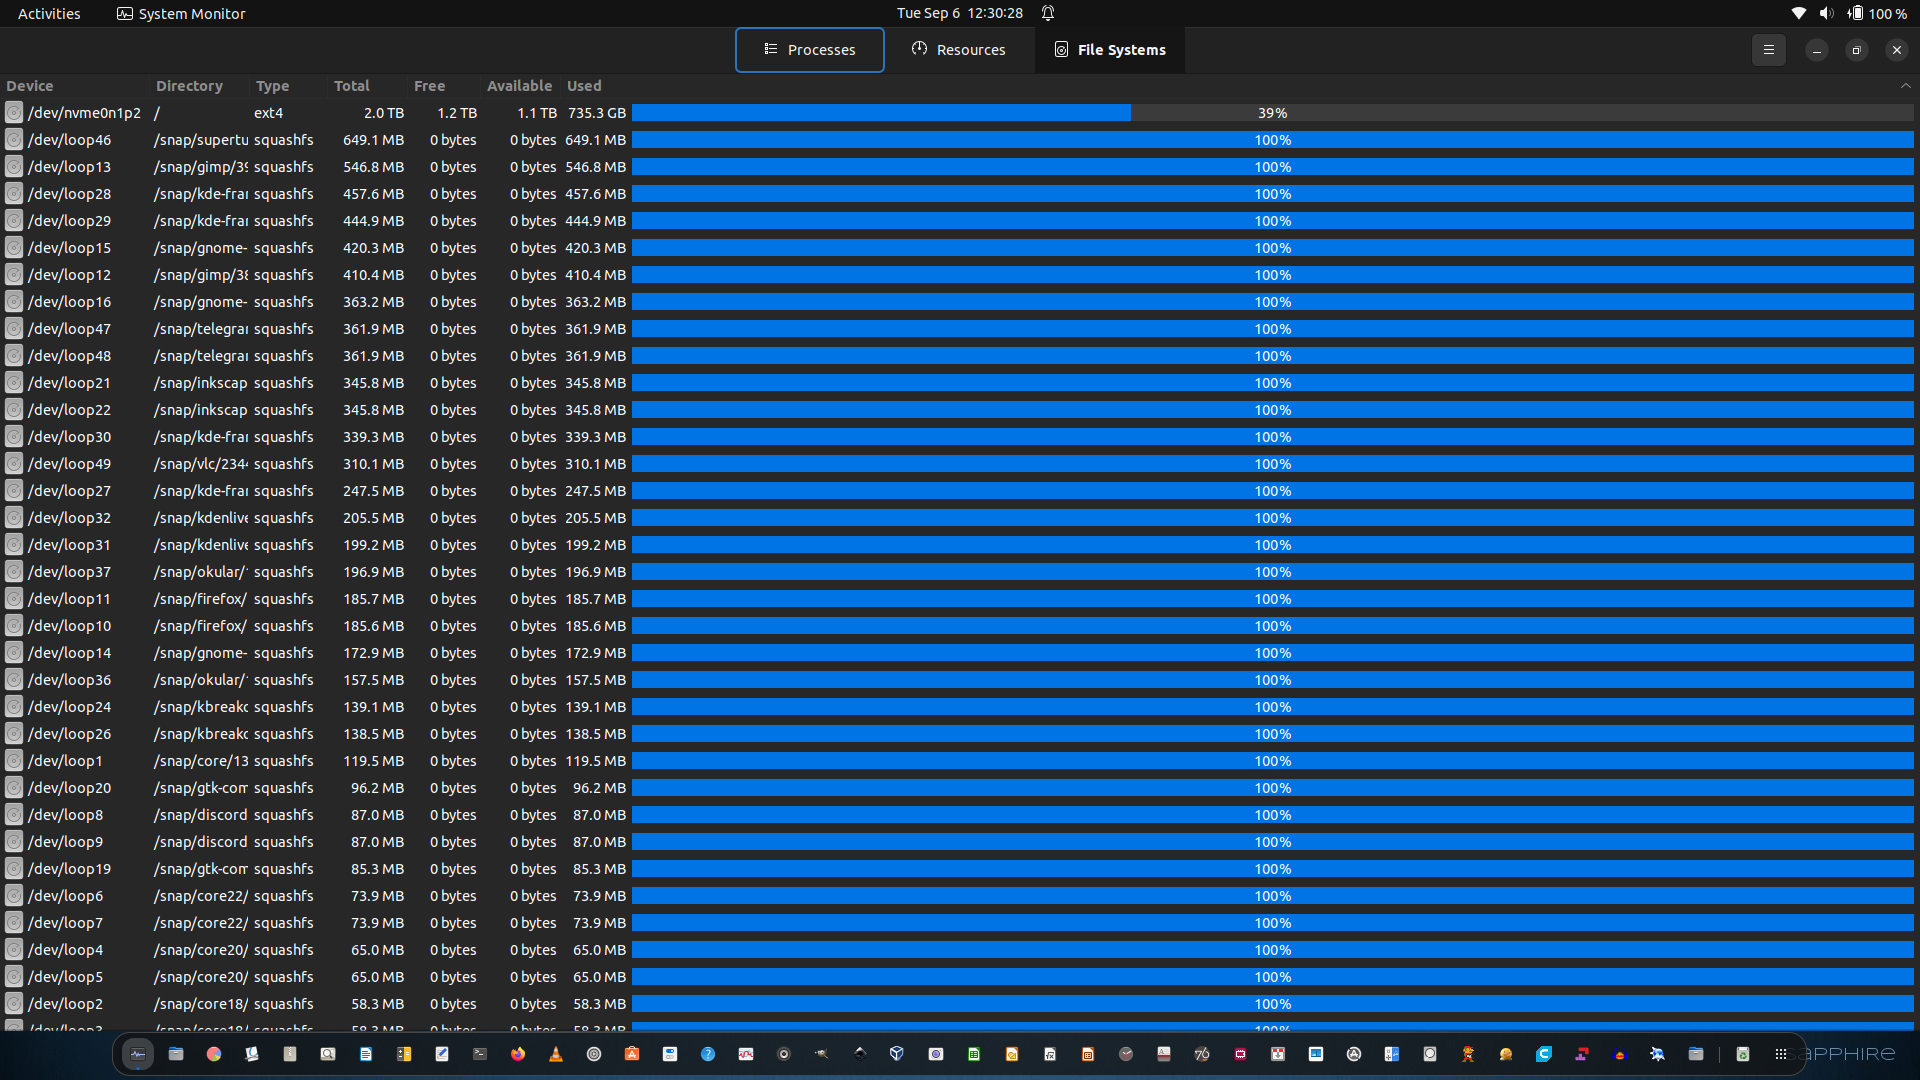 Activities System Monitor Tue Sep 6 12:30:28 100 %
Processes Resources File Systems
Device Directory Type Total Free Available Used
/dev/nvme0n1p2 / ext4 2.0 TB 1.2 TB 1.1 TB 735.3 GB 39%
/dev/loop46 /snap/supertu squashfs 649.1 MB 0 bytes 0 bytes 649.1 MB 100%
/dev/loop13 /snap/gimp/39 squashfs 546.8 MB 0 bytes 0 bytes 546.8 MB 100%
/dev/loop28 /snap/kde-fra squashfs 457.6 MB 0 bytes 0 bytes 457.6 MB 100%
/dev/loop29 /snap/kde-fra squashfs 444.9 MB 0 bytes 0 bytes 444.9 MB 100%
/dev/loop15 /snap/gnome- squashfs 420.3 MB 0 bytes 0 bytes 420.3 MB 100%
/dev/loop12 /snap/gimp/38 squashfs 410.4 MB 0 bytes 0 bytes 410.4 MB 100%
/dev/loop16 /snap/gnome- squashfs 363.2 MB 0 bytes 0 bytes 363.2 MB 100%
/dev/loop47 /snap/telegra squashfs 361.9 MB 0 bytes 0 bytes 361.9 MB 100%
/dev/loop48 /snap/telegra squashfs 361.9 MB 0 bytes 0 bytes 361.9 MB 100%
/dev/loop21 /snap/inkscap squashfs 345.8 MB 0 bytes 0 bytes 345.8 MB 100%
/dev/loop22 /snap/inkscap squashfs 345.8 MB 0 bytes 0 bytes 345.8 MB 100%
/dev/loop30 /snap/kde-fra squashfs 339.3 MB 0 bytes 0 bytes 339.3 MB 100%
/dev/loop49 /snap/vlc/234 squashfs 310.1 MB 0 bytes 0 bytes 310.1 MB 100%
/dev/loop27 /snap/kde-fra squashfs 247.5 MB 0 bytes 0 bytes 247.5 MB 100%
/dev/loop32 /snap/kdenlive squashfs 205.5 MB 0 bytes 0 bytes 205.5 MB 100%
/dev/loop31 /snap/kdenlive squashfs 199.2 MB 0 bytes 0 bytes 199.2 MB 100%
/dev/loop37 /snap/okular/ squashfs 196.9 MB 0 bytes 0 bytes 196.9 MB 100%
/dev/loop11 /snap/firefox/ squashfs 185.7 MB 0 bytes 0 bytes 185.7 MB 100%
/dev/loop10 /snap/firefox/ squashfs 185.6 MB 0 bytes 0 bytes 185.6 MB 100%
/dev/loop14 /snap/gnome- squashfs 172.9 MB 0 bytes 0 bytes 172.9 MB 100%
/dev/loop36 /snap/okular/ squashfs 157.5 MB 0 bytes 0 bytes 157.5 MB 100%
/dev/loop24 /snap/kbreako squashfs 139.1 MB 0 bytes 0 bytes 139.1 MB 100%
/dev/loop26 /snap/kbreako squashfs 138.5 MB 0 bytes 0 bytes 138.5 MB 100%
/dev/loop1 /snap/core/13 squashfs 119.5 MB 0 bytes 0 bytes 119.5 MB 100%
/dev/loop20 /snap/gtk-com squashfs 96.2 MB 0 bytes 0 bytes 96.2 MB 100%
/dev/loop8 /snap/discord squashfs 87.0 MB 0 bytes 0 bytes 87.0 MB 100%
/dev/loop9 /snap/discord squashfs 87.0 MB 0 bytes 0 bytes 87.0 MB 100%
/dev/loop19 /snap/gtk-com squashfs 85.3 MB 0 bytes 0 bytes 85.3 MB 100%
/dev/loop6 /snap/core22/ squashfs 73.9 MB 0 bytes 0 bytes 73.9 MB 100%
/dev/loop7 /snap/core22/ squashfs 73.9 MB 0 bytes 0 bytes 73.9 MB 100%
/dev/loop4 /snap/core20/ squashfs 65.0 MB 0 bytes 0 bytes 65.0 MB 100%
/dev/loop5 /snap/core20/ squashfs 65.0 MB 0 bytes 0 bytes 65.0 MB 100%
/dev/loop2 /snap/core18/ squashfs 58.3 MB 0 bytes 0 bytes 58.3 MB 100%
/dev/loop3 /snap/core18/ squashfs 58.3 MB 0 bytes 0 bytes 58.3 MB 100%
76 SAPPHIRE